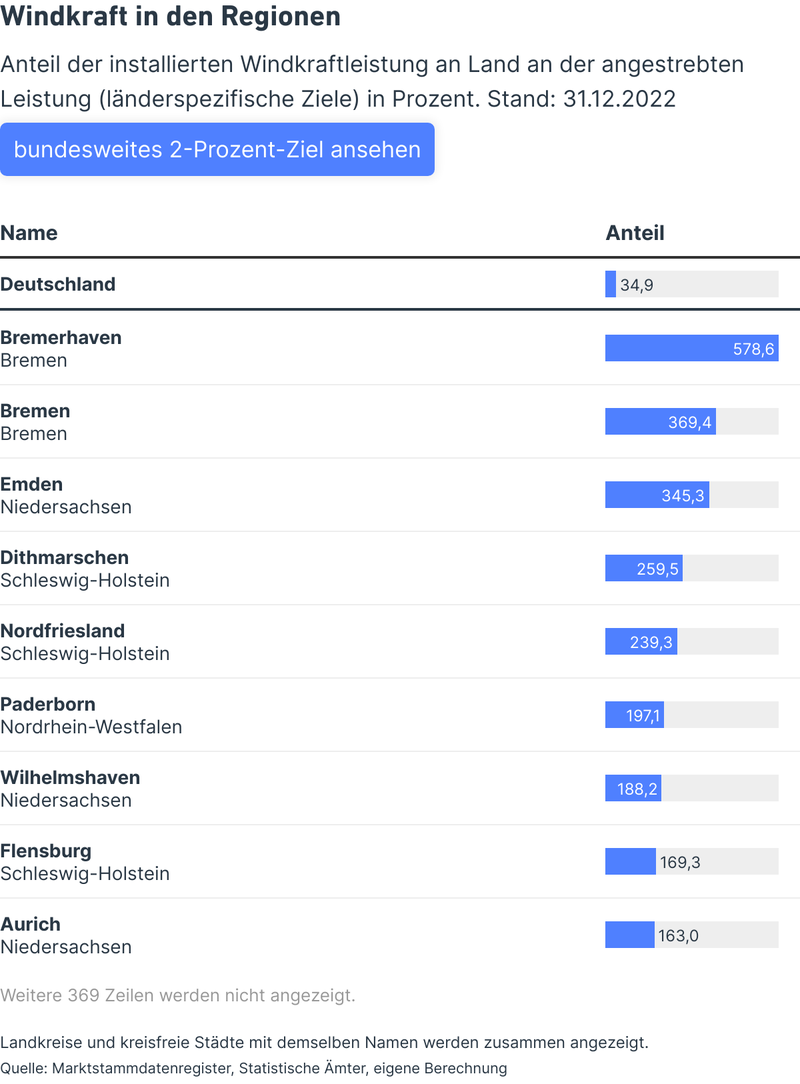 Windkraft in den Regionen
Anteil der installierten Windkraftleistung an Land an der angestrebten
Leistung (länderspezifische Ziele) in Prozent. Stand: 31.12.2022
bundesweites 2-Prozent-Ziel ansehen
Name Anteil
Deutschland 34,9
Bremerhaven
Bremen 578,6
Bremen
Bremen 369,4
Emden
Niedersachsen 345,3
Dithmarschen
Schleswig-Holstein 259,5
Nordfriesland
Schleswig-Holstein 239,3
Paderborn
Nordrhein-Westfalen 197,1
Wilhelmshaven
Niedersachsen 188,2
Flensburg
Schleswig-Holstein 169,3
Aurich
Niedersachsen 163,0
Weitere 369 Zeilen werden nicht angezeigt.
Landkreise und kreisfreie Städte mit demselben Namen werden zusammen angezeigt.
Quelle: Marktstammdatenregister, Statistische Ämter, eigene Berechnung